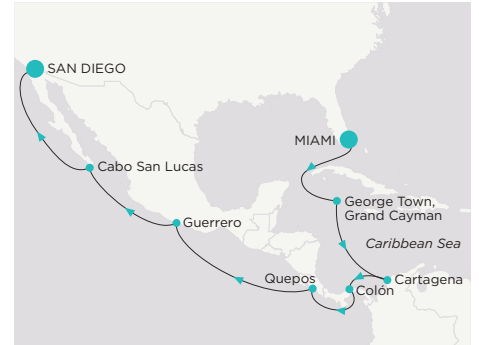 SAN DIEGO
MIAMI
Cabo San Lucas
George Town,
Grand Cayman
Guerrero
Caribbean Sea
Quepos
Cartagena
Colón